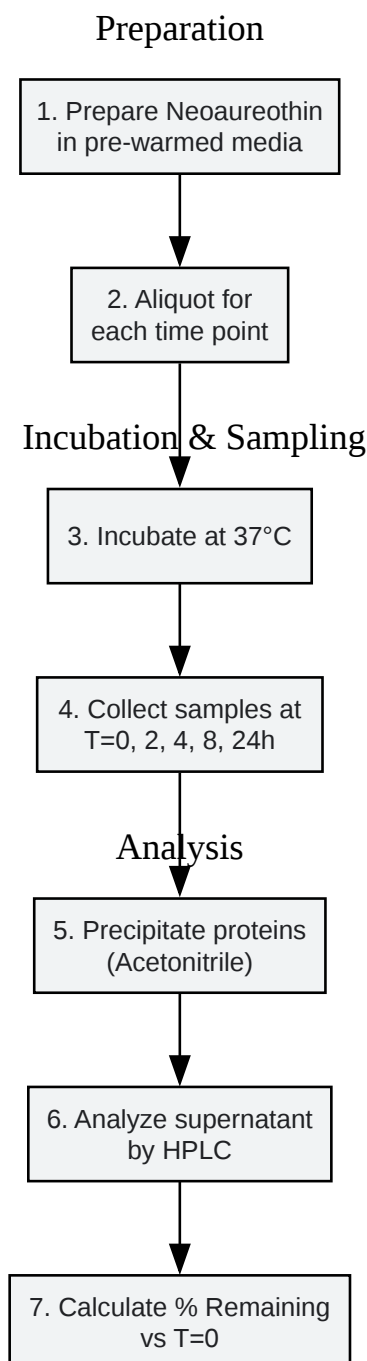 Preparation
1. Prepare Neoaureothin
in pre-warmed media
2. Aliquot for
each time point
Incubation & Sampling
3. Incubate at 37°C
4. Collect samples at
T=0, 2, 4, 8, 24h
Analysis
5. Precipitate proteins
(Acetonitrile)
6. Analyze supernatant
by HPLC
7. Calculate % Remaining
vs T=0